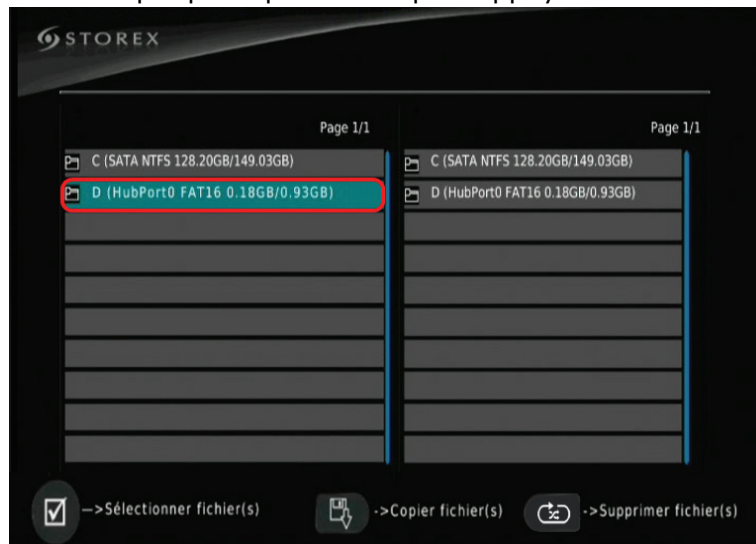 STOREX
Page 1/1
C (SATA NTFS 128.20GB/149.03GB)
D (HubPort0 FAT16 0.18GB/0.93GB)
Page 1/1
C (SATA NTFS 128.20GB/149.03GB)
D (HubPort0 FAT16 0.18GB/0.93GB)
—>Sélectionner fichier(s)
->Copier fichier(s)
->Supprimer fichier(s)